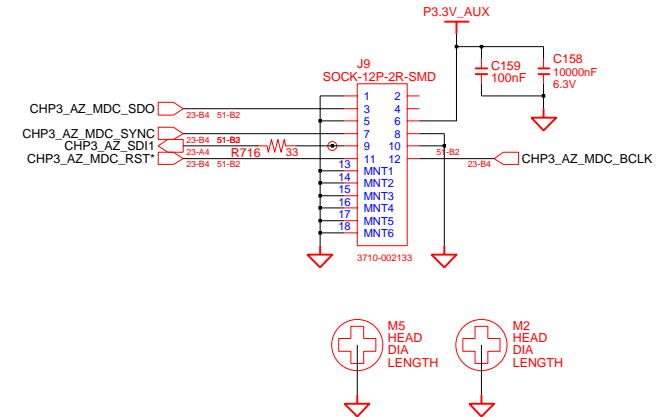 P3.3V_AUX
C159
100nF
C158
10000nF
6.3V
J9
SOCK-12P-2R-SMD
1 2
CHP3_AZ_MDC_SDO 23-B4 51-B2 3 4
5 6
CHP3_AZ_MDC_SYNC 23-B4 51-B3 7 8
CHP3_AZ_SDI1 23-A4 R716 33 9 10 51-B2
CHP3_AZ_MDC_RST* 23-B4 51-B2 11 12 23-B4 CHP3_AZ_MDC_BCLK
13 MNT1
14 MNT2
15 MNT3
16 MNT4
17 MNT5
18 MNT6
3710-002133
M5
HEAD
DIA
LENGTH
M2
HEAD
DIA
LENGTH